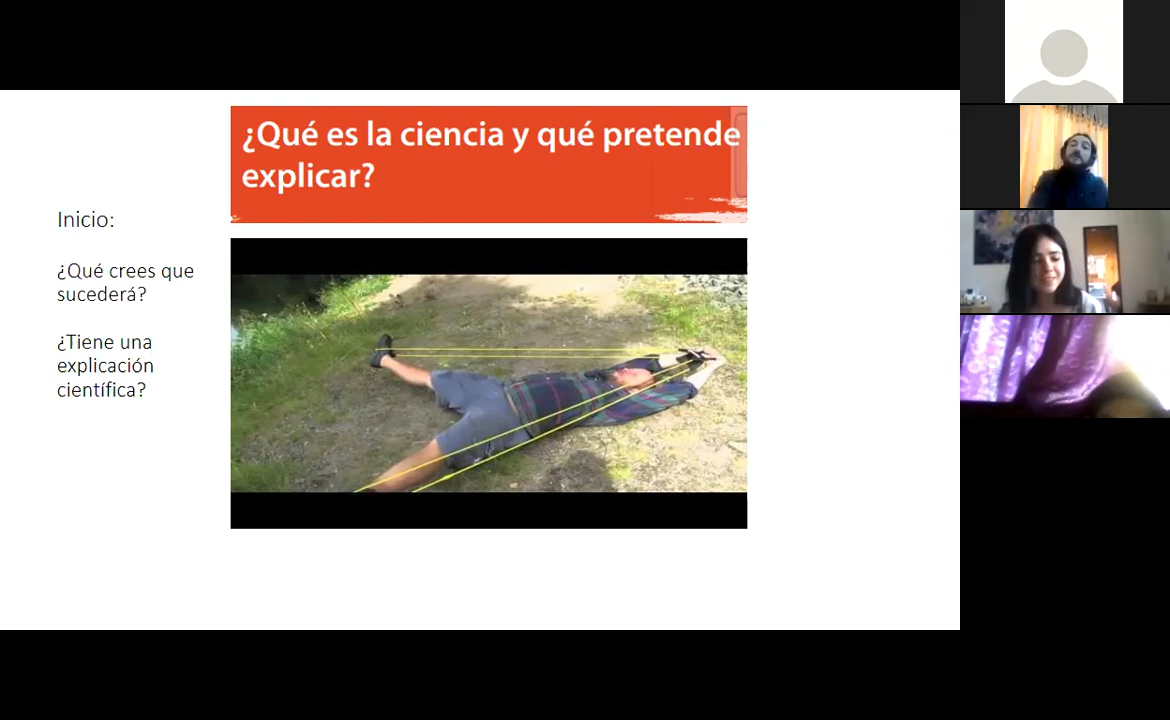 ¿Qué es la ciencia y qué pretende
explicar?
Inicio:
¿Qué crees que
sucederá?
¿Tiene una
explicación
científica?